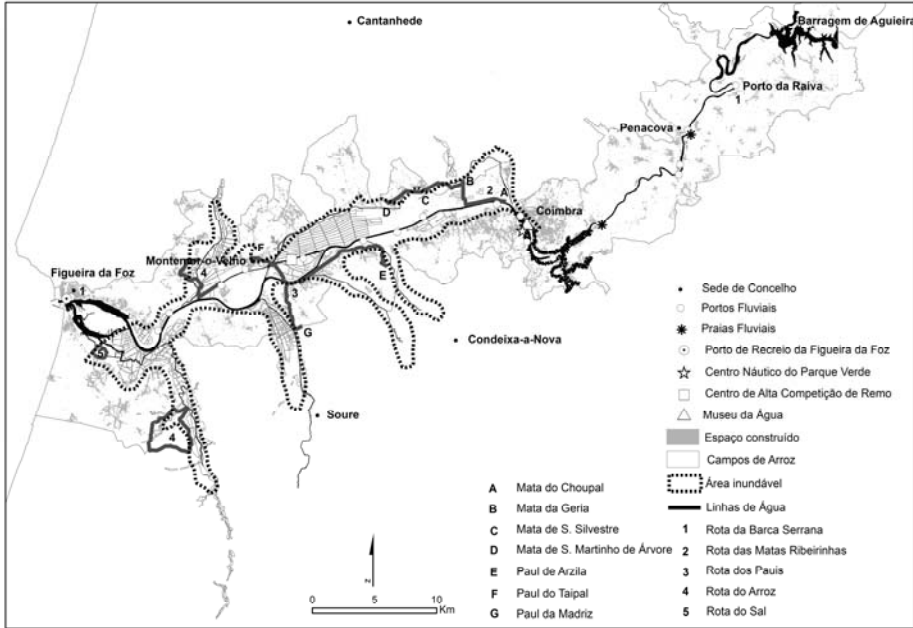 Cantanhede
Barragem de Aguieira
Porto da Raiva
1
Penacova
B
2
A
D
C
Coimbra
A
F
Montemor-o-Velho
4
E
Figueira da Foz
1
3
G
Condeixa-a-Nova
5
Soure
4
Sede de Concelho
Portos Fluviais
Praias Fluviais
Porto de Recreio da Figueira da Foz
Centro Náutico do Parque Verde
Centro de Alta Competição de Remo
Museu da Água
Espaço construído
Campos de Arroz
Área inundável
Linhas de Água
A Mata do Choupal
B Mata da Geria
C Mata de S. Silvestre
D Mata de S. Martinho de Árvore
E Paul de Arzila
F Paul do Taipal
G Paul da Madriz
1 Rota da Barca Serrana
2 Rota das Matas Ribeirinhas
3 Rota dos Pauis
4 Rota do Arroz
5 Rota do Sal
N
0 5 10
Km